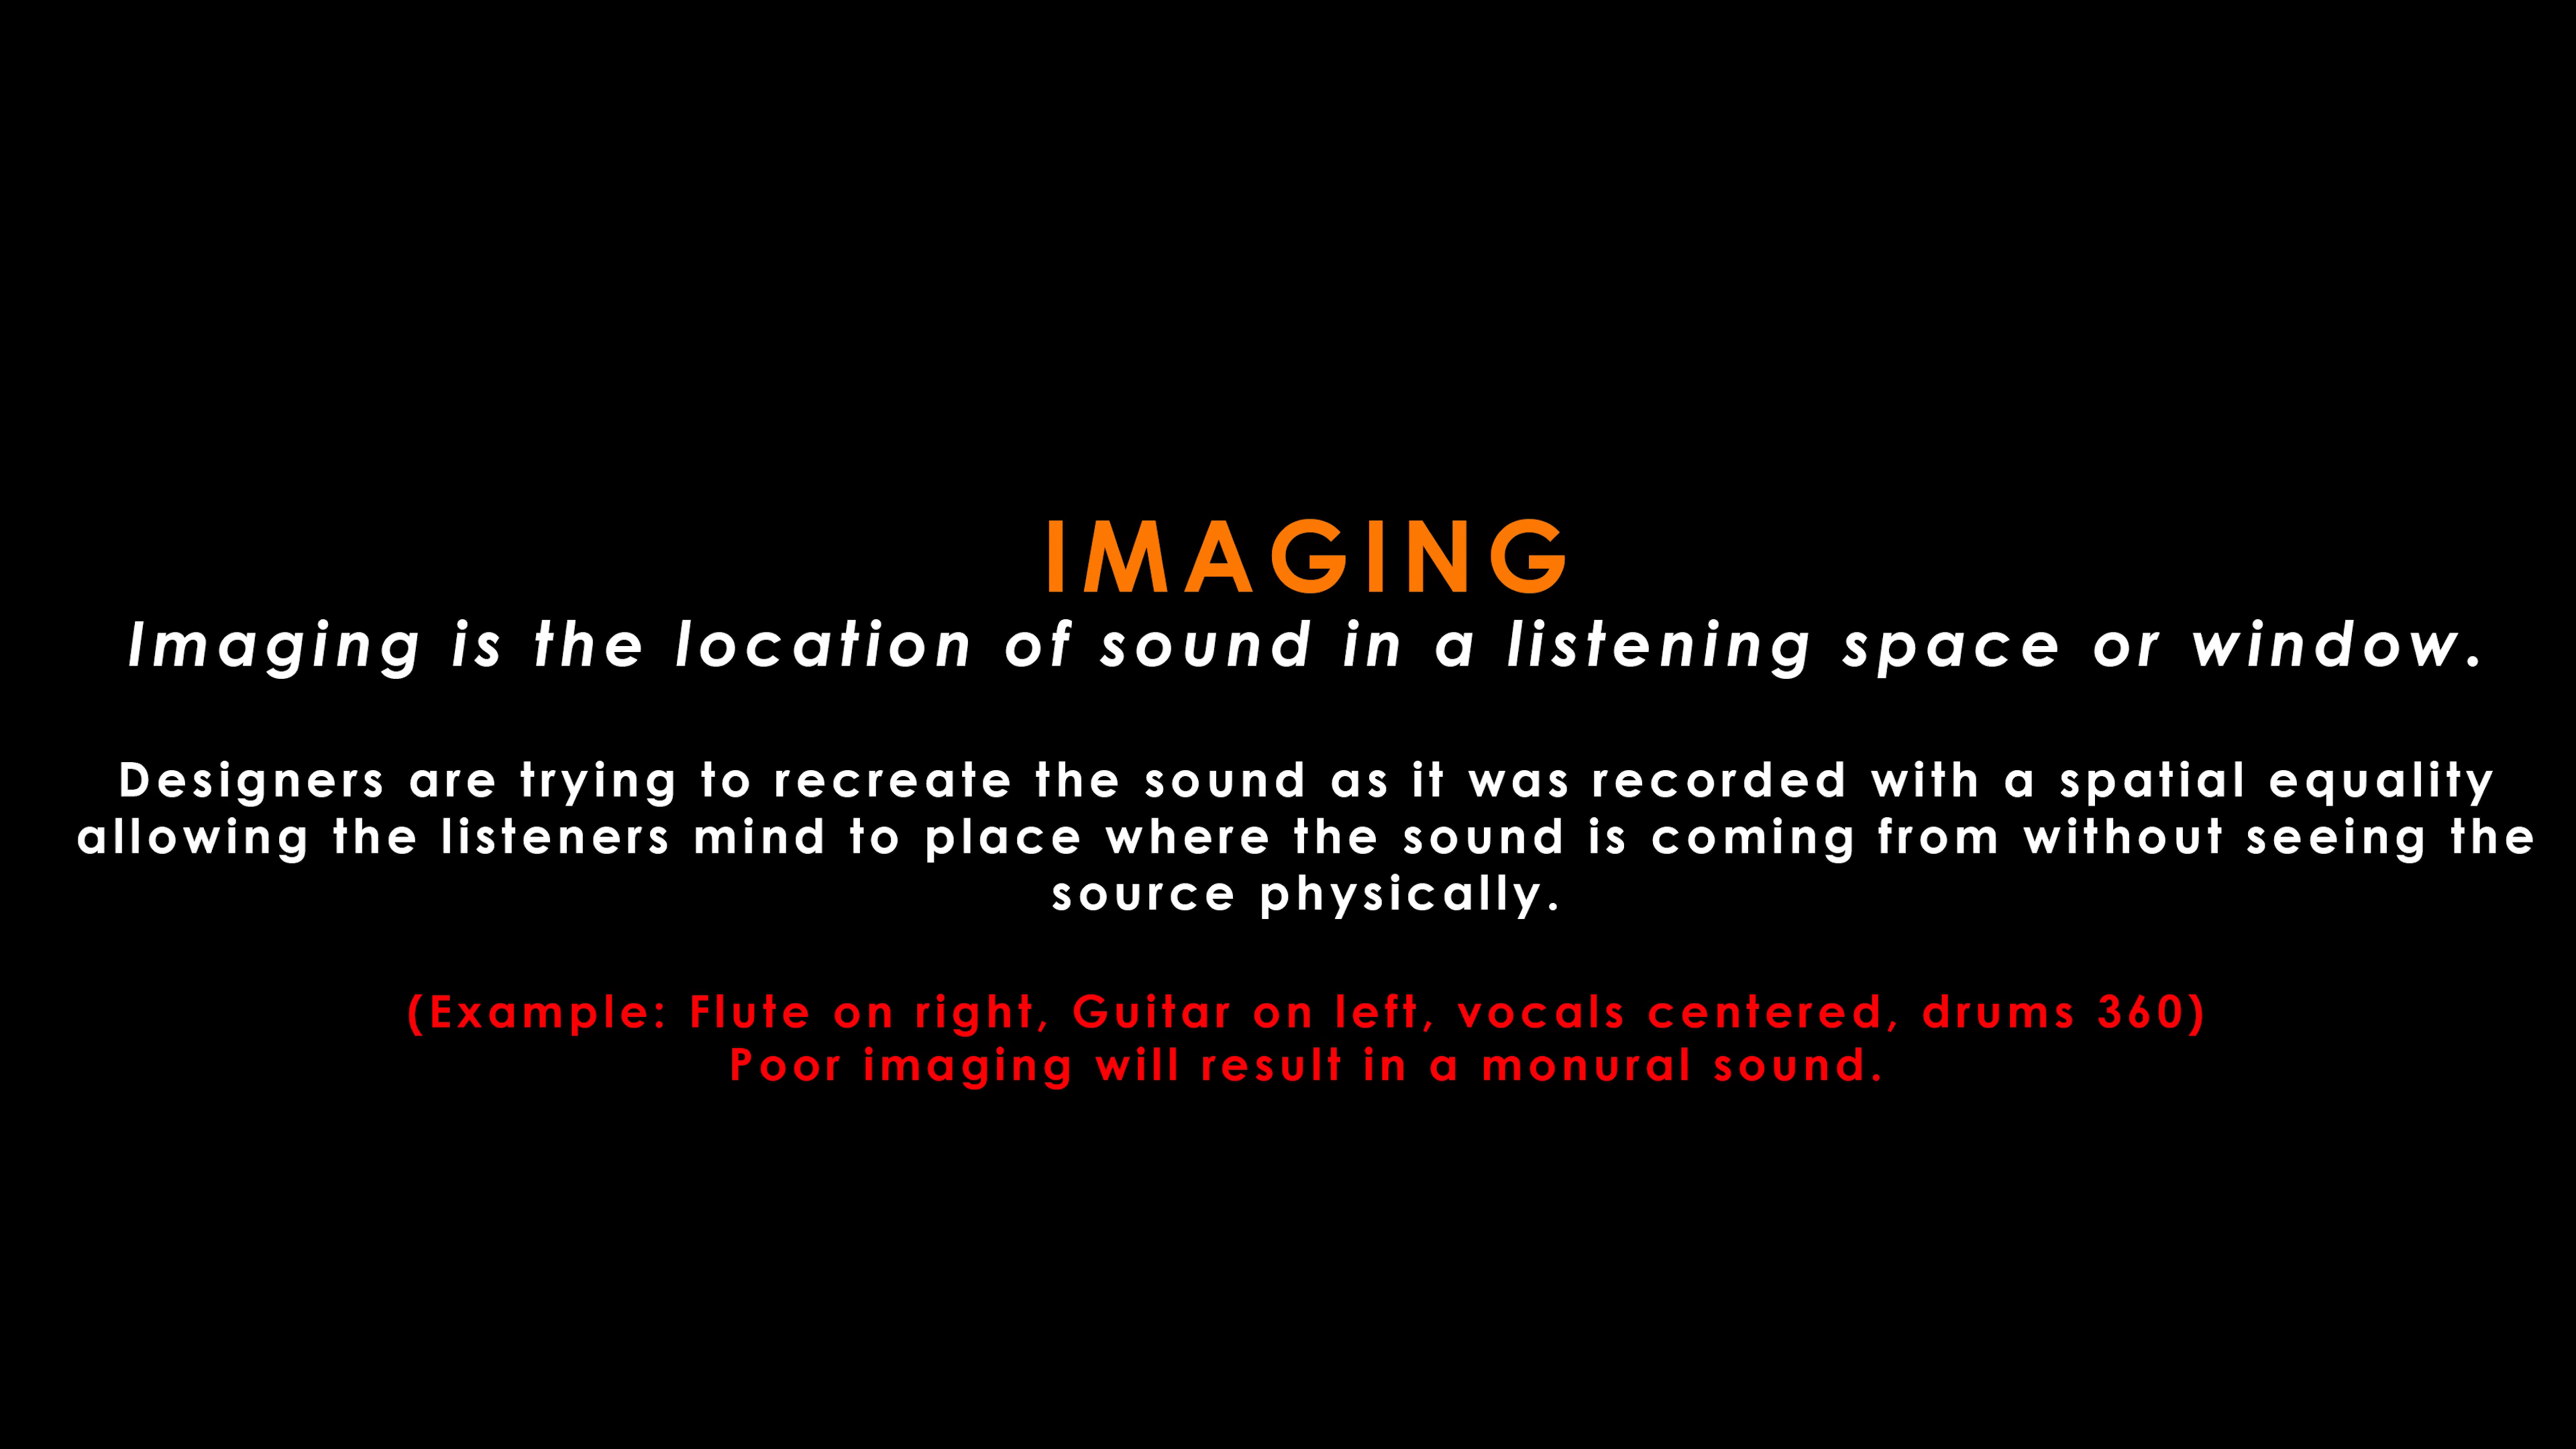 IMAGING
Imaging is the location of sound in a listening space or window.
Designers are trying to recreate the sound as it was recorded with a spatial equality
allowing the listeners mind to place where the sound is coming from without seeing the
source physically.
(Example: Flute on right, Guitar on left, vocals centered, drums 360)
Poor imaging will result in a monural sound.